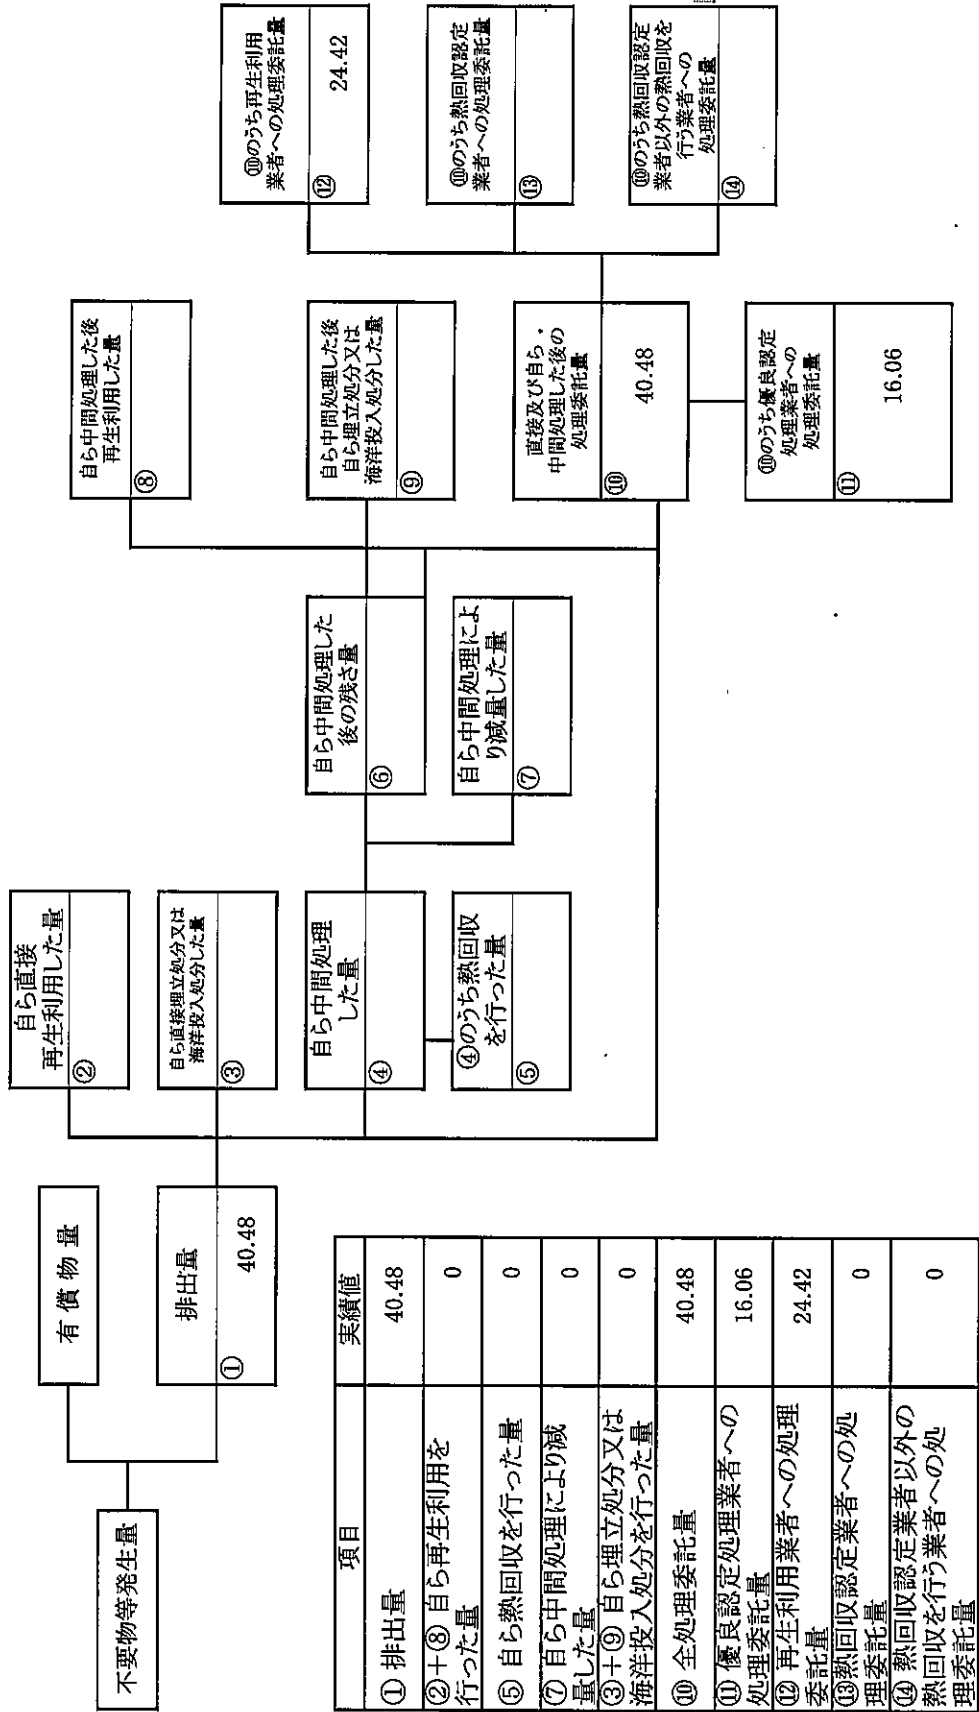 不要物等発生量
有償物量
排出量
①
40.48
自ら直接
再生利用した量
②
自ら直接埋立処分又は
海洋投入処分した量
③
自ら中間処理
した量
④
④のうち熱回収
を行った量
⑤
自ら中間処理した
後の残さ量
⑥
自ら中間処理によ
り減量した量
⑦
自ら中間処理した後
再生利用した量
⑧
自ら中間処理した後
自ら埋立処分又は
海洋投入処分した量
⑨
直接及び自ら
中間処理した後の
処理委託量
⑩
40.48
⑩のうち優良認定
処理業者への
処理委託量
⑪
16.06
⑩のうち再生利用
業者への処理委託量
⑫
24.42
⑩のうち熱回収認定
業者への処理委託量
⑬
⑩のうち熱回収認定
業者以外の熱回収を
行う業者への
処理委託量
⑭
項目 実績値
①排出量 40.48
②+⑧ 自ら再生利用を
行った量 0
⑤ 自ら熱回収を行った量 0
⑦ 自ら中間処理により減
量した量 0
③+⑨ 自ら埋立処分又は
海洋投入処分を行った量 0
⑩ 全処理委託量 40.48
⑪ 優良認定処理業者への
処理委託量 16.06
⑫ 再生利用業者への処理
委託量 24.42
⑬熱回収認定業者への処
理委託量 0
⑭ 熱回収認定業者以外の
熱回収を行う業者への処
理委託量 0